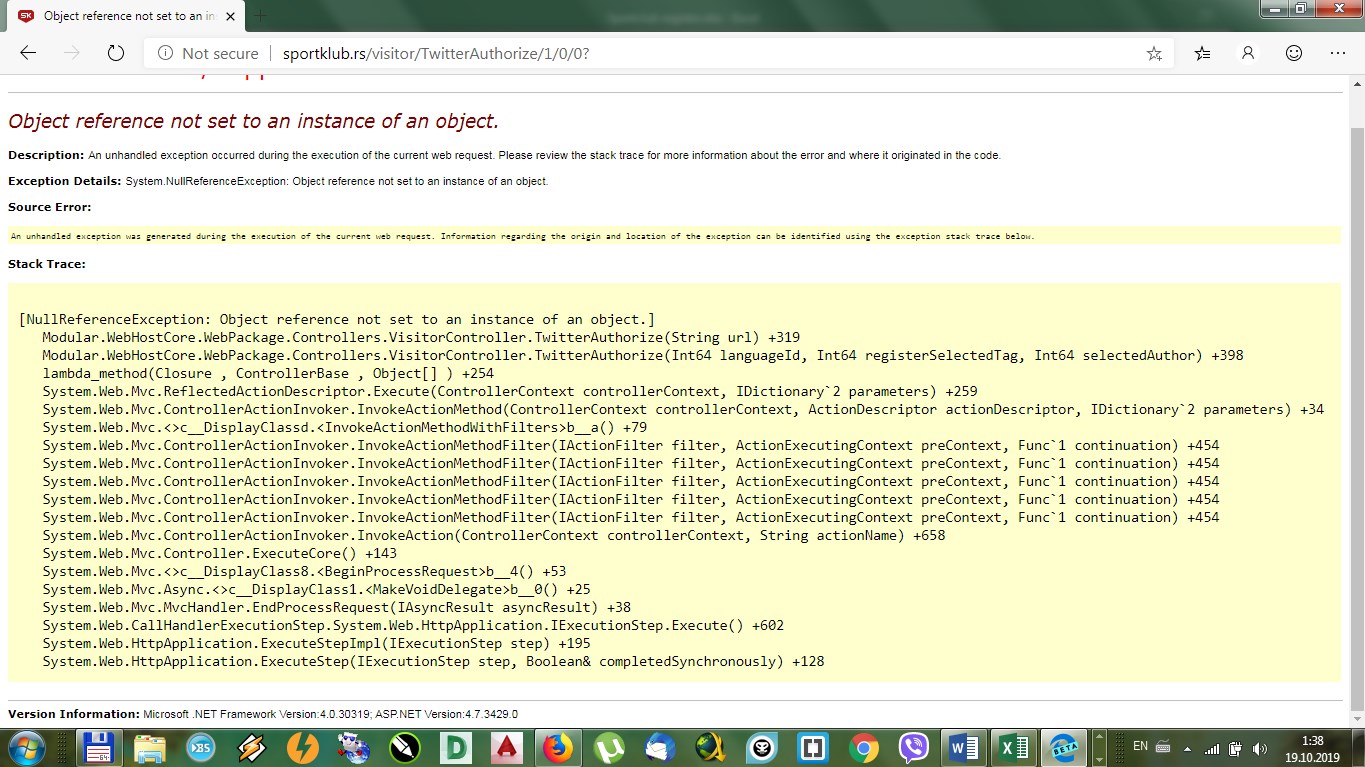 SK Object reference not set to an in
Not secure | sportklub.rs/visitor/TwitterAuthorize/1/0/0?
Object reference not set to an instance of an object.
Description: An unhandled exception occurred during the execution of the current web request. Please review the stack trace for more information about the error and where it originated in the code.
Exception Details: System.NullReferenceException: Object reference not set to an instance of an object.
Source Error:
An unhandled exception was generated during the execution of the current web request. Information regarding the origin and location of the exception can be identified using the exception stack trace below.
Stack Trace:
[NullReferenceException: Object reference not set to an instance of an object.]
Modular.WebHostCore.WebPackage.Controllers.VisitorController.TwitterAuthorize(String url) +319
Modular.WebHostCore.WebPackage.Controllers.VisitorController.TwitterAuthorize(Int64 languageId, Int64 registerSelectedTag, Int64 selectedAuthor) +398
lambda_method(Closure , ControllerBase , Object[] ) +254
System.Web.Mvc.ReflectedActionDescriptor.Execute(ControllerContext controllerContext, IDictionary`2 parameters) +259
System.Web.Mvc.ControllerActionInvoker.InvokeActionMethod(ControllerContext controllerContext, ActionDescriptor actionDescriptor, IDictionary`2 parameters) +34
System.Web.Mvc.<>c__DisplayClassd.<InvokeActionMethodWithFilters>b__a() +79
System.Web.Mvc.ControllerActionInvoker.InvokeActionMethodFilter(IActionFilter filter, ActionExecutingContext preContext, Func`1 continuation) +454
System.Web.Mvc.ControllerActionInvoker.InvokeActionMethodFilter(IActionFilter filter, ActionExecutingContext preContext, Func`1 continuation) +454
System.Web.Mvc.ControllerActionInvoker.InvokeActionMethodFilter(IActionFilter filter, ActionExecutingContext preContext, Func`1 continuation) +454
System.Web.Mvc.ControllerActionInvoker.InvokeActionMethodFilter(IActionFilter filter, ActionExecutingContext preContext, Func`1 continuation) +454
System.Web.Mvc.ControllerActionInvoker.InvokeActionMethodFilter(IActionFilter filter, ActionExecutingContext preContext, Func`1 continuation) +454
System.Web.Mvc.ControllerActionInvoker.InvokeAction(ControllerContext controllerContext, String actionName) +658
System.Web.Mvc.Controller.ExecuteCore() +143
System.Web.Mvc.<>c__DisplayClass8.<BeginProcessRequest>b__4() +53
System.Web.Mvc.Async.<>c__DisplayClass1.<MakeVoidDelegate>b__0() +25
System.Web.Mvc.MvcHandler.EndProcessRequest(IAsyncResult asyncResult) +38
System.Web.CallHandlerExecutionStep.System.Web.HttpApplication.IExecutionStep.Execute() +602
System.Web.HttpApplication.ExecuteStepImpl(IExecutionStep step) +195
System.Web.HttpApplication.ExecuteStep(IExecutionStep step, Boolean& completedSynchronously) +128
Version Information: Microsoft .NET Framework Version:4.0.30319; ASP.NET Version:4.7.3429.0
64 KBS D A BETA EN 1:38
19.10.2019